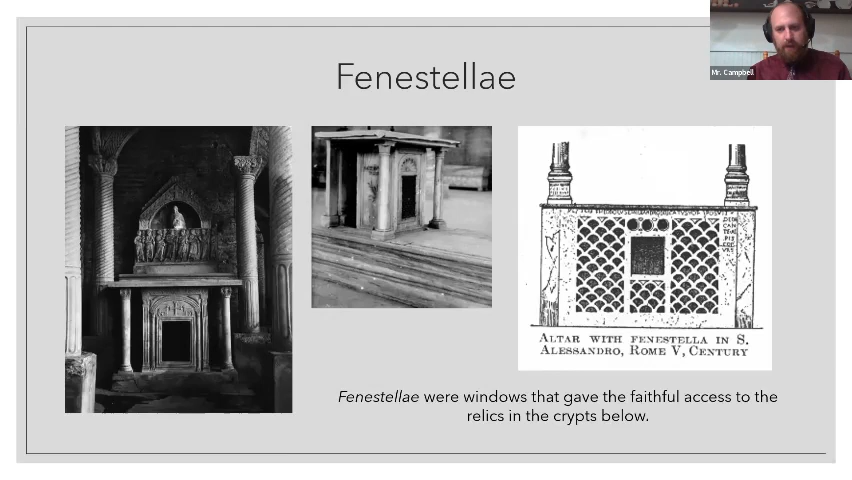 Fenestellae
Mr. Campbell
ALTAR WITH FENESTELLA IN S.
ALESSANDRO, ROME V, CENTURY
Fenestellae were windows that gave the faithful access to the
relics in the crypts below.